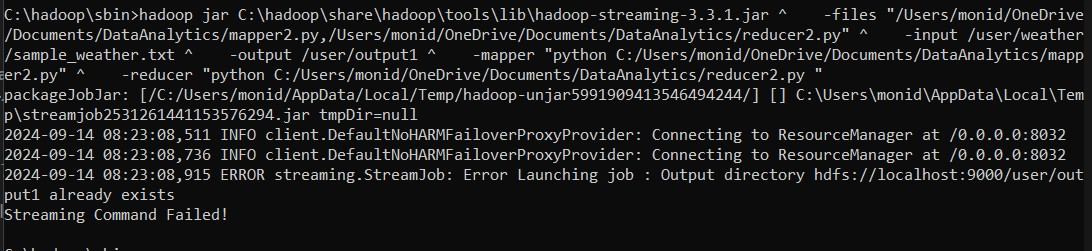 C:\hadoop\sbin>hadoop jar C:\hadoop\share\hadoop\tools\lib\hadoop-streaming-3.3.1.jar ^    -files "/Users/monid/OneDrive
/Documents/DataAnalytics/mapper2.py,/Users/monid/OneDrive/Documents/DataAnalytics/reducer2.py" ^    -input /user/weather
/sample_weather.txt ^    -output /user/output1 ^    -mapper "python C:/Users/monid/OneDrive/Documents/DataAnalytics/mapp
er2.py" ^    -reducer "python C:/Users/monid/OneDrive/Documents/DataAnalytics/reducer2.py "
packageJobJar: [/C:/Users/monid/AppData/Local/Temp/hadoop-unjar5991909413546494244/] [] C:\Users\monid\AppData\Local\Tem
p\streamjob2531261441153576294.jar tmpDir=null
2024-09-14 08:23:08,511 INFO client.DefaultNoHARMFailoverProxyProvider: Connecting to ResourceManager at /0.0.0.0:8032
2024-09-14 08:23:08,736 INFO client.DefaultNoHARMFailoverProxyProvider: Connecting to ResourceManager at /0.0.0.0:8032
2024-09-14 08:23:08,915 ERROR streaming.StreamJob: Error Launching job : Output directory hdfs://localhost:9000/user/out
put1 already exists
Streaming Command Failed!